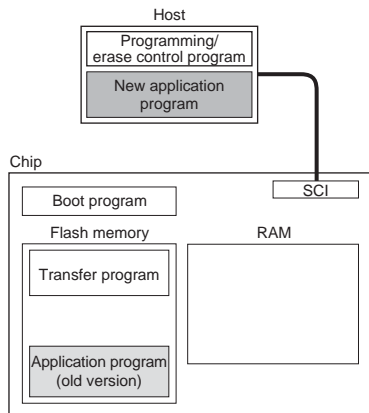 Host
Programming/
erase control program
New application
program
Chip
SCI
Boot program
Flash memory
RAM
Transfer program
Application program
(old version)